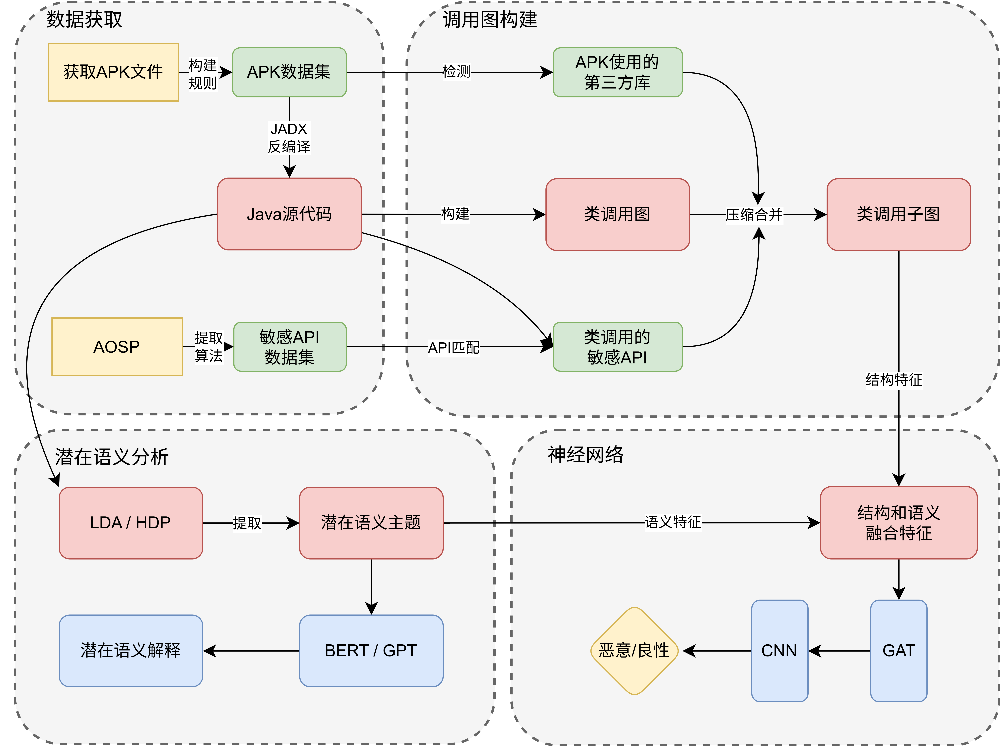 数据获取
获取APK文件
构建
规则
APK数据集
JADX
反编译
Java源代码
AOSP
提取
算法
敏感API
数据集
调用图构建
检测
APK使用的
第三方库
构建
类调用图
压缩合并
类调用子图
API匹配
类调用的
敏感API
结构特征
潜在语义分析
LDA / HDP
提取
潜在语义主题
潜在语义解释
BERT / GPT
神经网络
语义特征
结构和语义
融合特征
恶意/良性
CNN
GAT